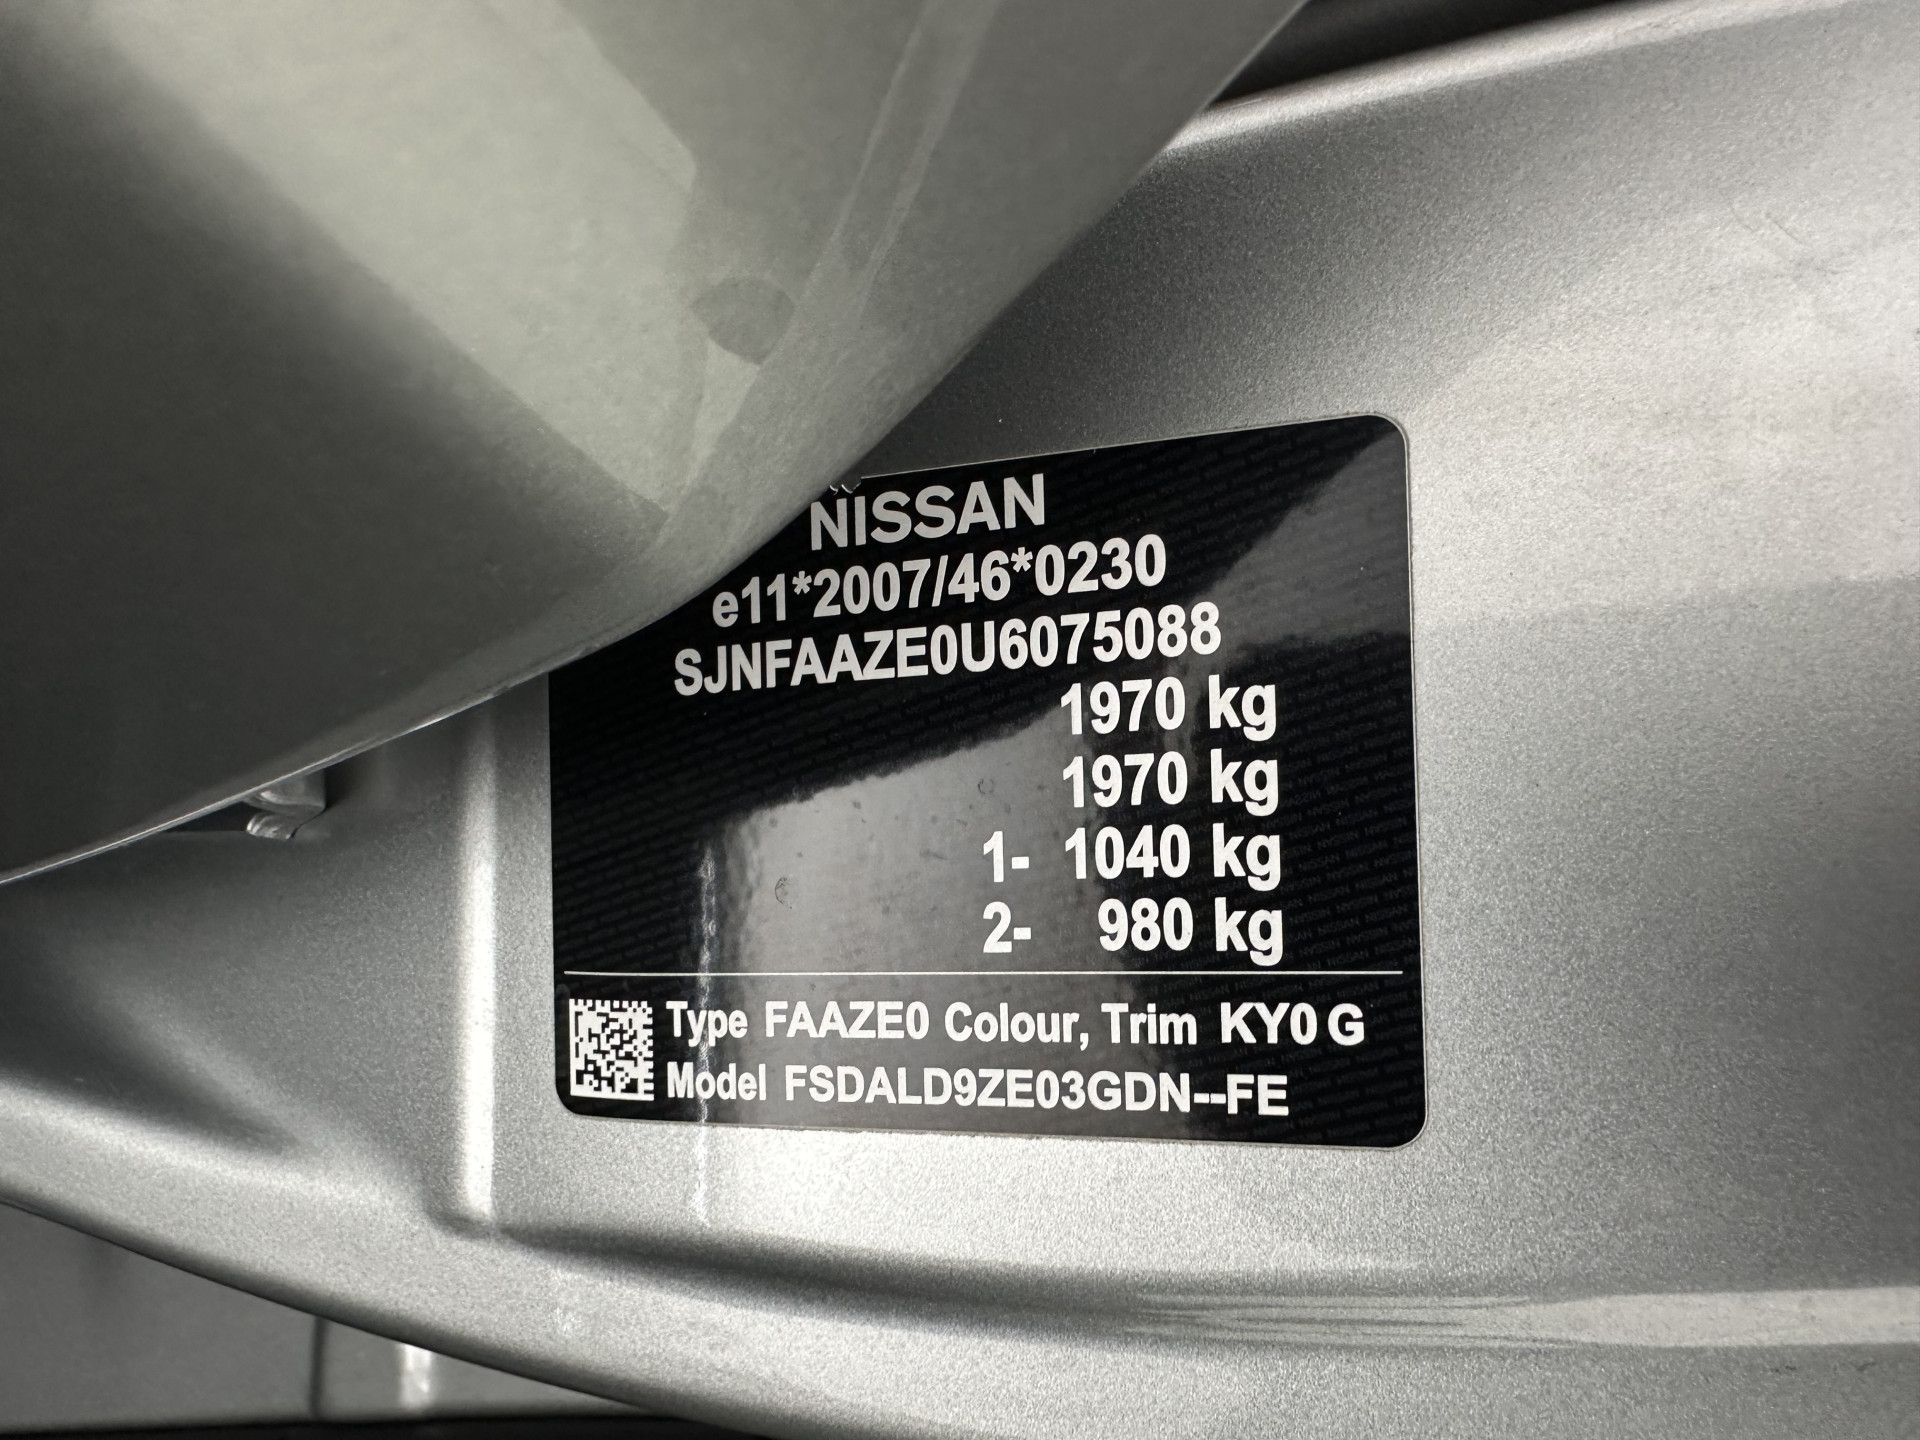 NISSAN
e11*2007/46*0230
SJNFAAZE0U6075088
1970 kg
1970 kg
1- 1040 kg
2- 980 kg
Type FAAZE0 Colour, Trim KY0 G
Model FSDALD9ZE03GDN--FE